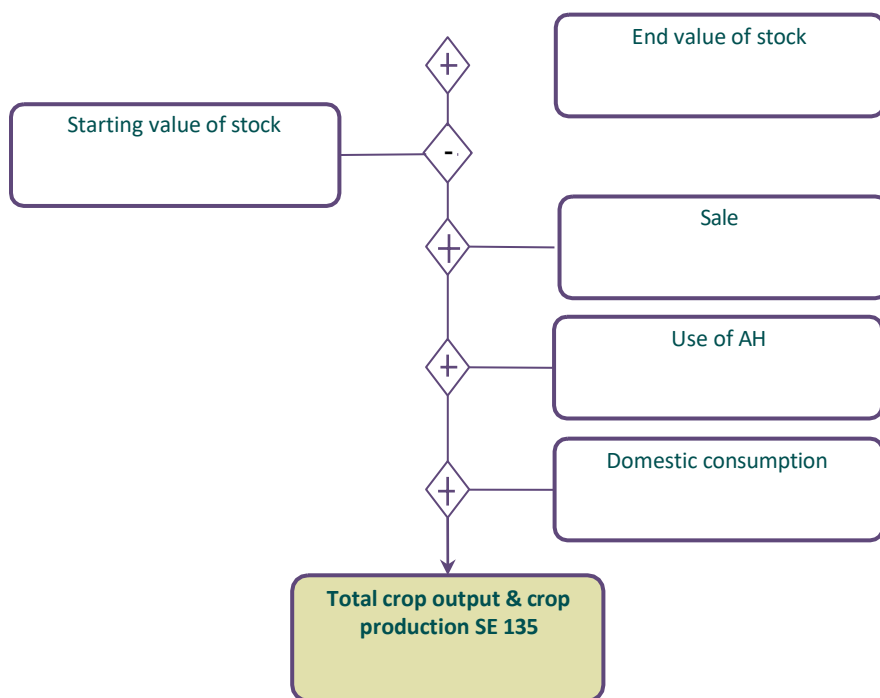 End value of stock
+
Starting value of stock
-
+
Sale
+
Use of AH
+
Domestic consumption
Total crop output & crop
production SE 135
+